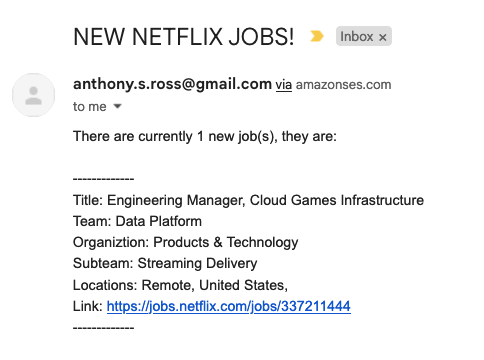 NEW NETFLIX JOBS!
Inbox ×
anthony.s.ross@gmail.com via amazonses.com
to me
There are currently 1 new job(s), they are:
-------------
Title: Engineering Manager, Cloud Games Infrastructure
Team: Data Platform
Organiztion: Products & Technology
Subteam: Streaming Delivery
Locations: Remote, United States,
Link: https://jobs.netflix.com/jobs/337211444
-------------